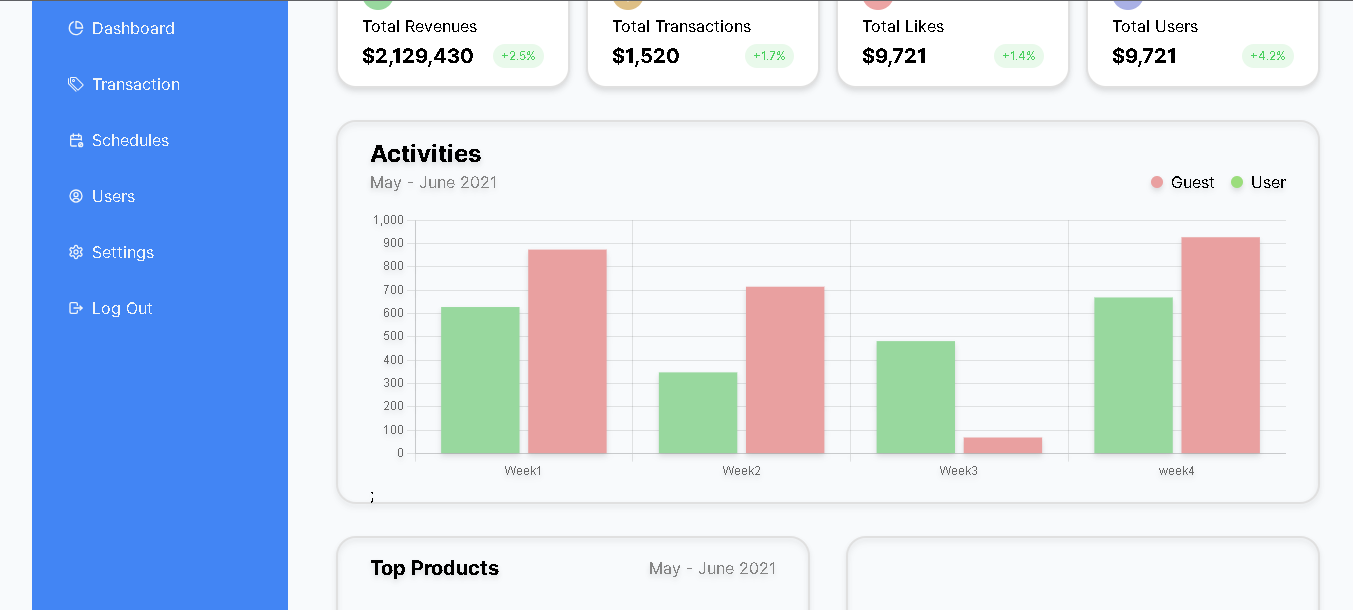 Dashboard
Transaction
Schedules
Users
Settings
Log Out
Total Revenues
$2,129,430 +2.5%
Total Transactions
$1,520 +1.7%
Total Likes
$9,721 +1.4%
Total Users
$9,721 +4.2%
Activities
May - June 2021
Guest User
1,000
900
800
700
600
500
400
300
200
100
0
Week1 Week2 Week3 week4
;
Top Products May - June 2021